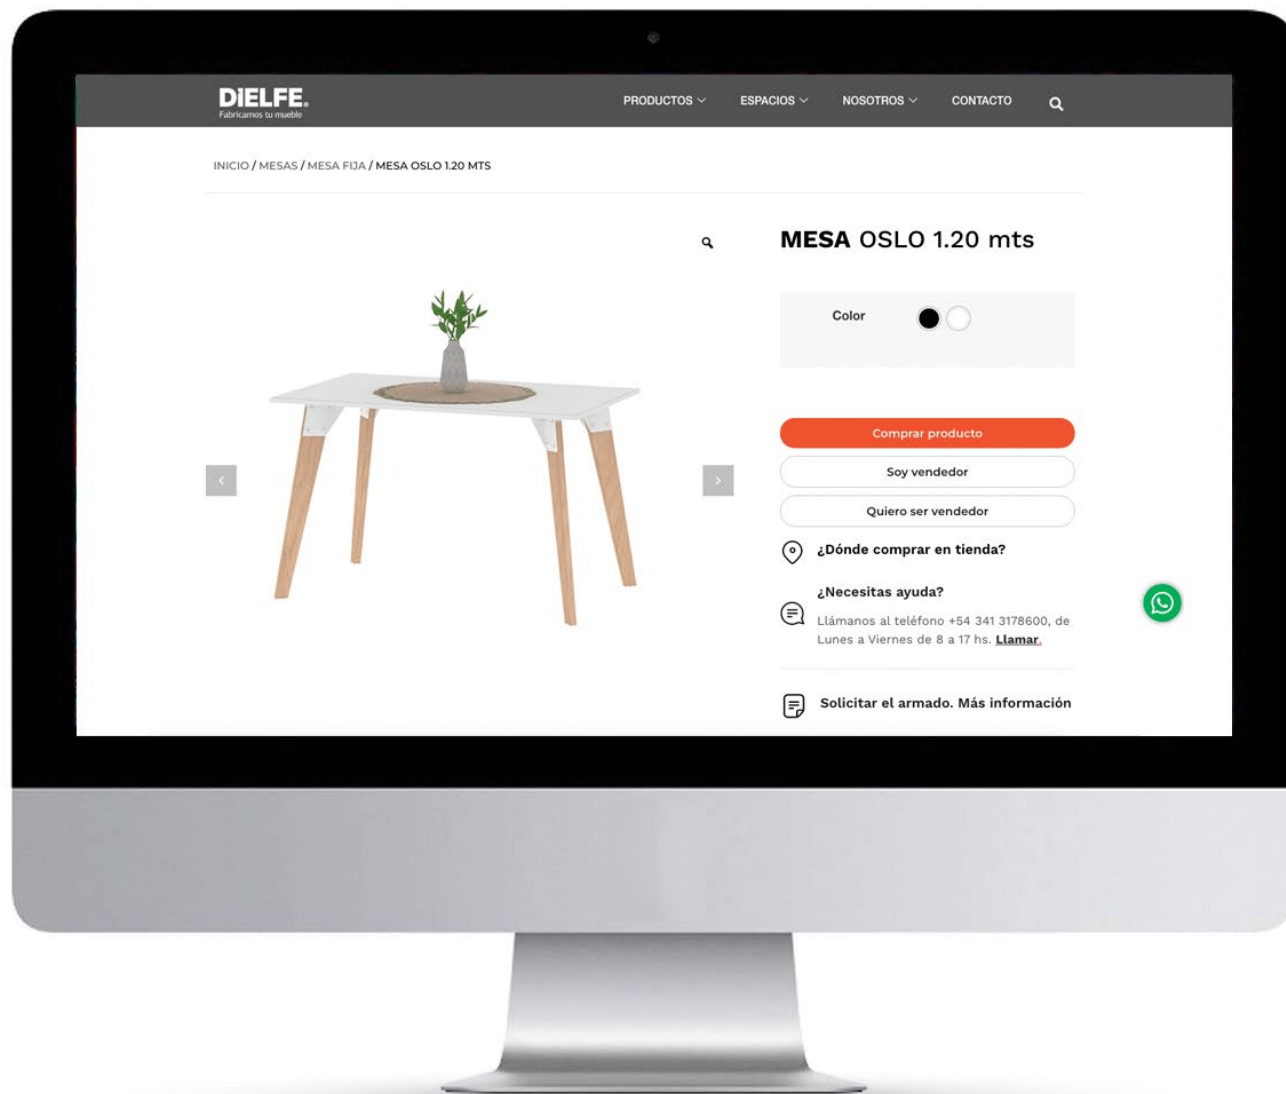 DIELFE®
Fabricamos tu mueble
PRODUCTOS
ESPACIOS
NOSOTROS
CONTACTO
INICIO / MESAS / MESA FIJA / MESA OSLO 1.20 MTS
MESA OSLO 1.20 mts
Color
Comprar producto
Soy vendedor
Quiero ser vendedor
¿Dónde comprar en tienda?
¿Necesitas ayuda?
Llámanos al teléfono +54 341 3178600, de
Lunes a Viernes de 8 a 17 hs. Llamar.
Solicitar el armado. Más información